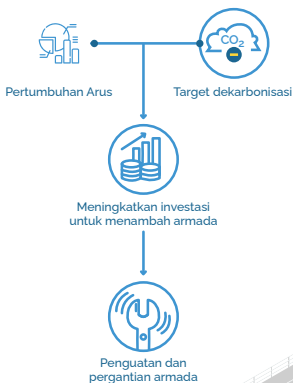 CO2
Pertumbuhan Arus
Target dekarbonisasi
Meningkatkan investasi
untuk menambah armada
Penguatan dan
pergantian armada